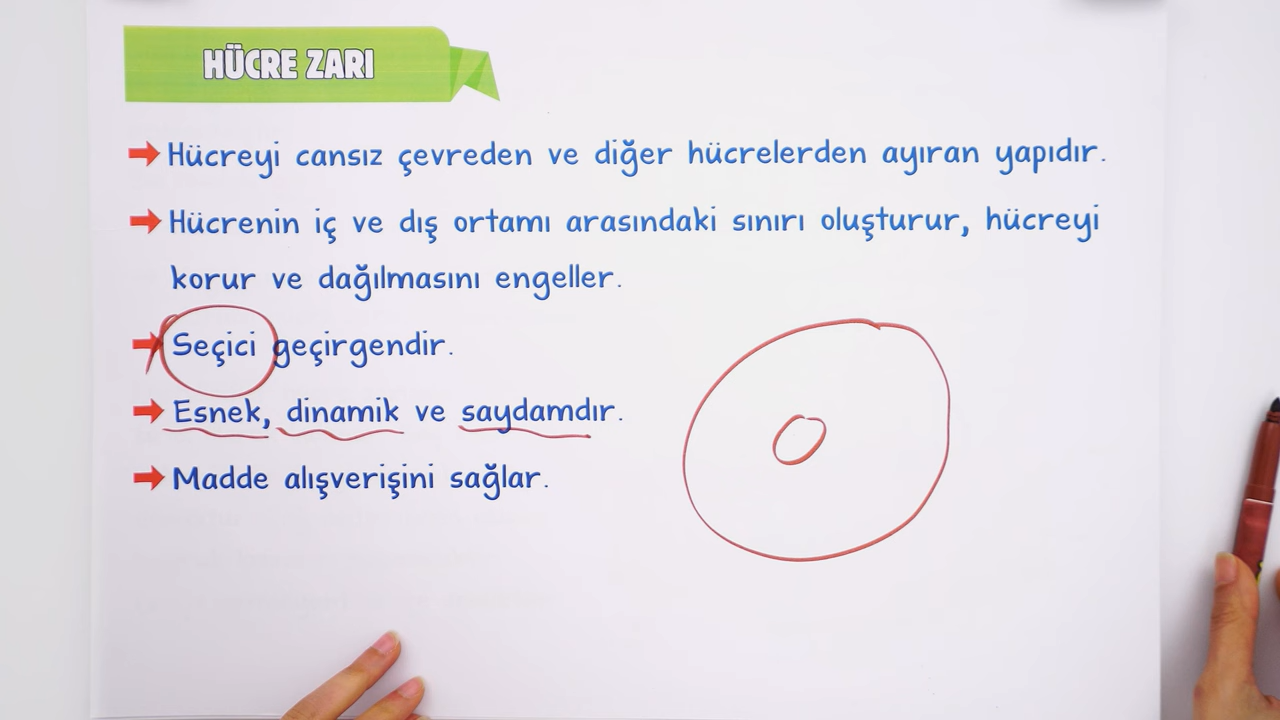 HÜCRE ZARI
Hücreyi cansız çevreden ve diğer hücrelerden ayıran yapıdır.
Hücrenin iç ve dış ortamı arasındaki sınırı oluşturur, hücreyi
korur ve dağılmasını engeller.
Seçici geçirgendir.
Esnek, dinamik ve saydamdır.
Madde alışverişini sağlar.